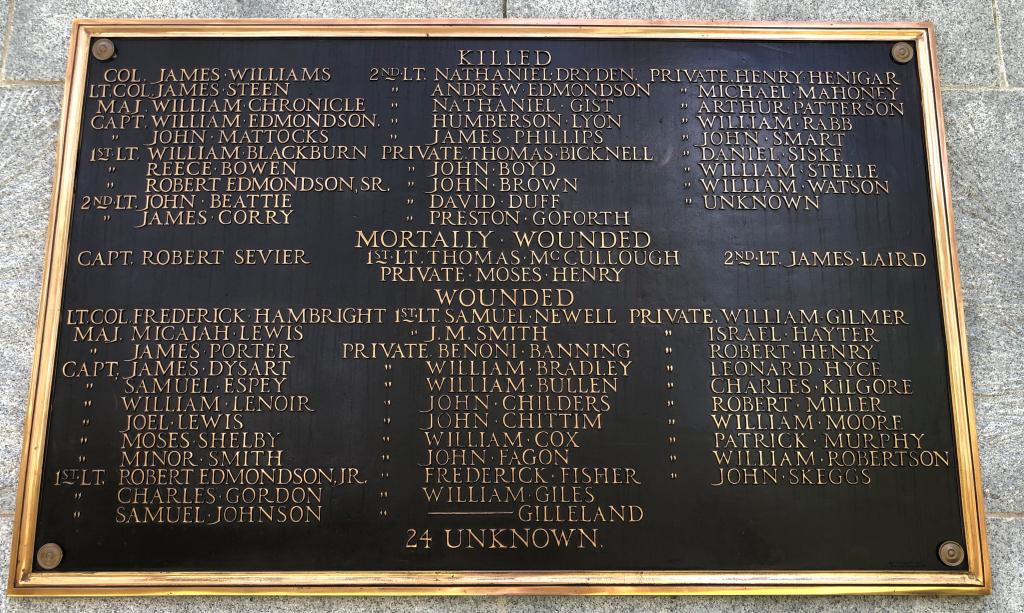 KILLED
COL. JAMES·WILLIAMS 2ND·LT. NATHANIEL·DRYDEN. PRIVATE. HENRY·HENIGAR
LT.COL. JAMES·STEEN " ANDREW·EDMONDSON " MICHAEL·MAHONEY
MAJ. WILLIAM·CHRONICLE " NATHANIEL·GIST " ARTHUR·PATTERSON
CAPT. WILLIAM·EDMONDSON. " HUMBERSON·LYON " WILLIAM·RABB
" JOHN·MATTOCKS " JAMES·PHILLIPS " JOHN·SMART
1ST·LT. WILLIAM·BLACKBURN PRIVATE. THOMAS·BICKNELL " DANIEL·SISKE
" REECE·BOWEN " JOHN·BOYD " WILLIAM·STEELE
" ROBERT·EDMONDSON, SR. " JOHN·BROWN " WILLIAM·WATSON
2ND·LT. JOHN·BEATTIE " DAVID·DUFF " UNKNOWN
" JAMES·CORRY " PRESTON·GOFORTH
MORTALLY·WOUNDED
CAPT. ROBERT·SEVIER 1ST·LT. THOMAS·MCCULLOUGH 2ND·LT. JAMES·LAIRD
PRIVATE·MOSES·HENRY
WOUNDED
LT.COL. FREDERICK·HAMBRIGHT 1ST·LT. SAMUEL·NEWELL PRIVATE. WILLIAM·GILMER
MAJ. MICAJAH·LEWIS " J.M.SMITH " ISRAEL·HAYTER
" JAMES·PORTER PRIVATE. BENONI·BANNING " ROBERT·HENRY
CAPT. JAMES·DYSART " WILLIAM·BRADLEY " LEONARD·HYCE
" SAMUEL·ESPEY " WILLIAM·BULLEN " CHARLES·KILGORE
" WILLIAM·LENOIR " JOHN·CHILDERS " ROBERT·MILLER
" JOEL·LEWIS " JOHN·CHITTIM " WILLIAM·MOORE
" MOSES·SHELBY " WILLIAM·COX " PATRICK·MURPHY
" MINOR·SMITH " JOHN·FAGON " WILLIAM·ROBERTSON
1ST·LT. ROBERT·EDMONDSON, JR. " FREDERICK·FISHER " JOHN·SKEGGS
" CHARLES·GORDON " WILLIAM·GILES
" SAMUEL·JOHNSON " ———— GILLELAND
24 UNKNOWN.